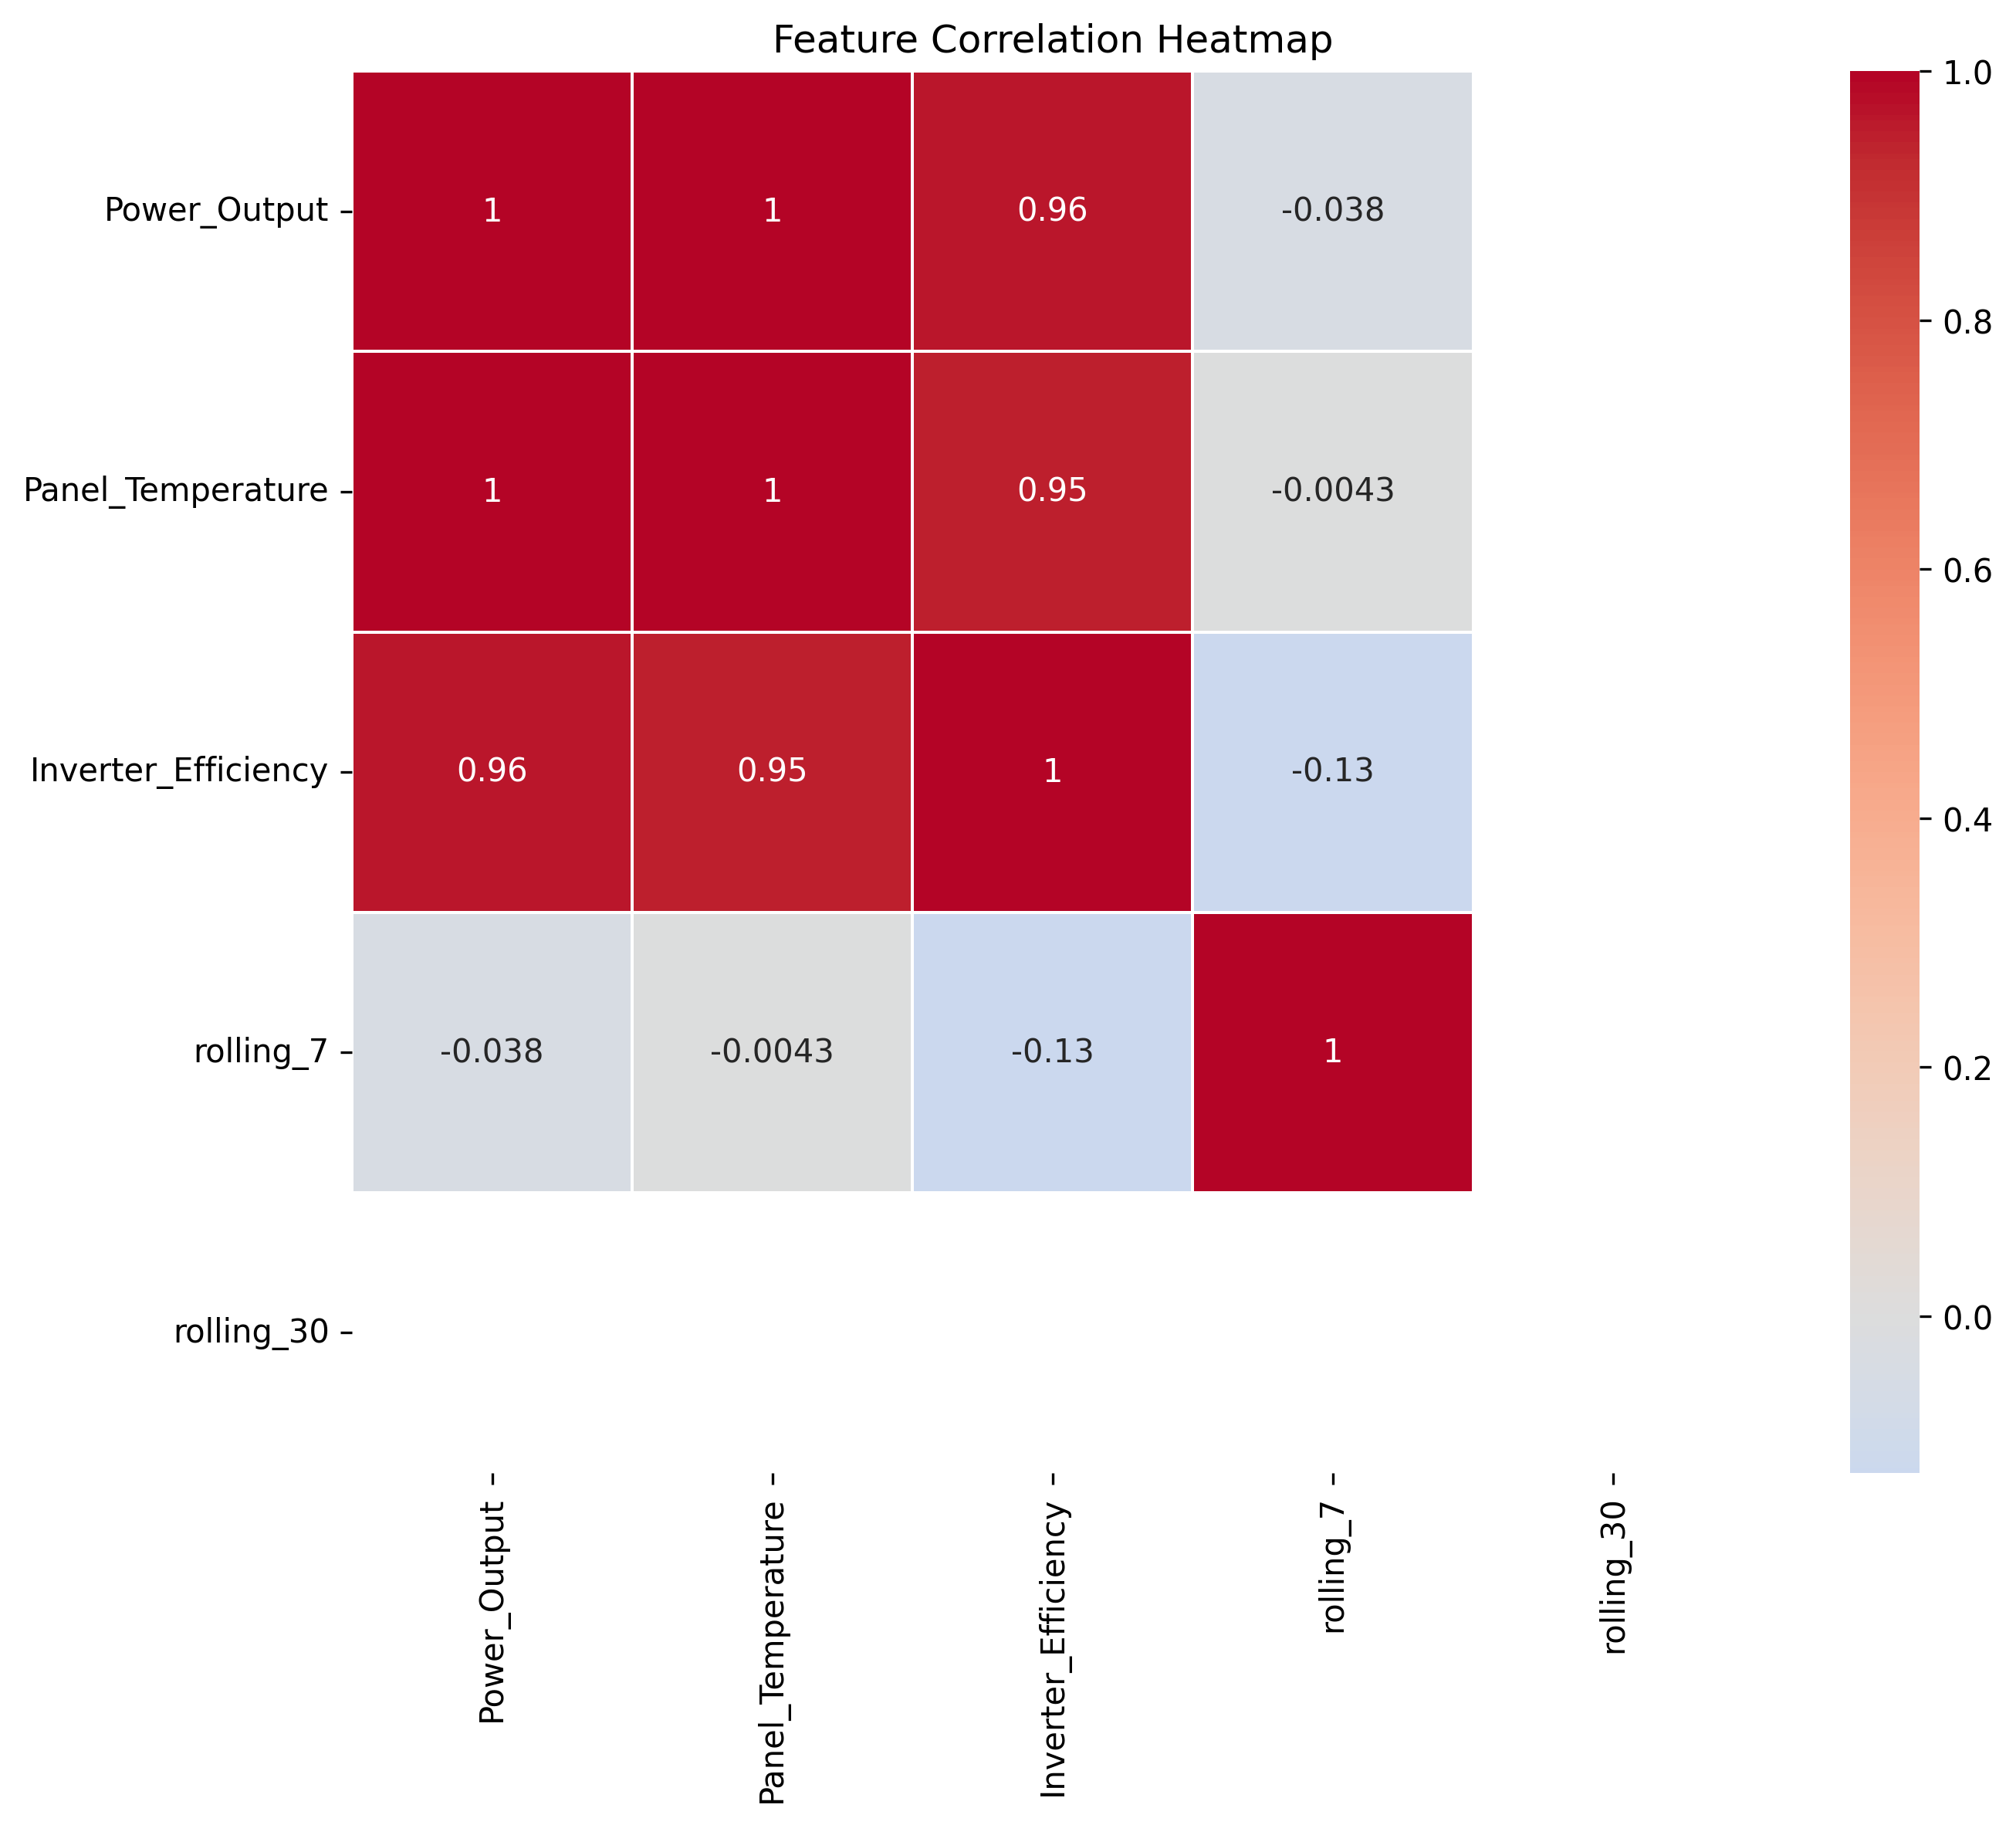 Feature Correlation Heatmap
Power_Output
1
1
0.96
-0.038
Panel_Temperature
1
1
0.95
-0.0043
Inverter_Efficiency
0.96
0.95
1
-0.13
rolling_7
-0.038
-0.0043
-0.13
1
rolling_30
Power_Output
Panel_Temperature
Inverter_Efficiency
rolling_7
rolling_30
1.0
0.8
0.6
0.4
0.2
0.0